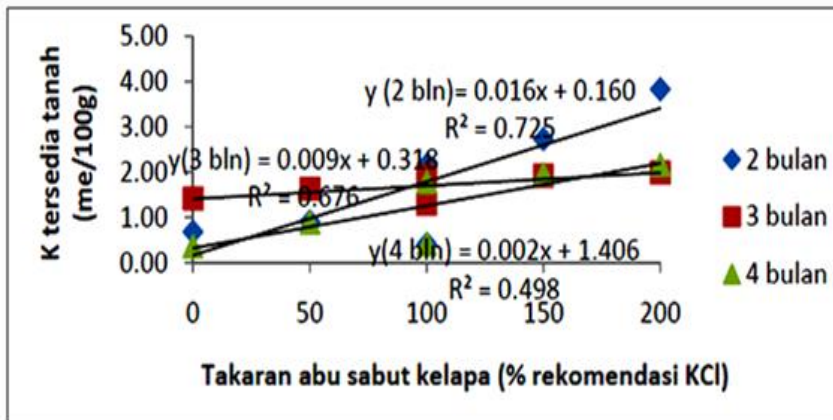 5.00
4.00
3.00
2.00
1.00
0.00
K tersedia tanah
(me/100g)
y (2 bln)= 0.016x + 0.160
R² = 0.725
y(3 bln) = 0.009x + 0.318
R² = 0.676
y(4 bln) = 0.002x + 1.406
R² = 0.498
2 bulan
3 bulan
4 bulan
0 50 100 150 200
Takaran abu sabut kelapa (% rekomendasi KCl)